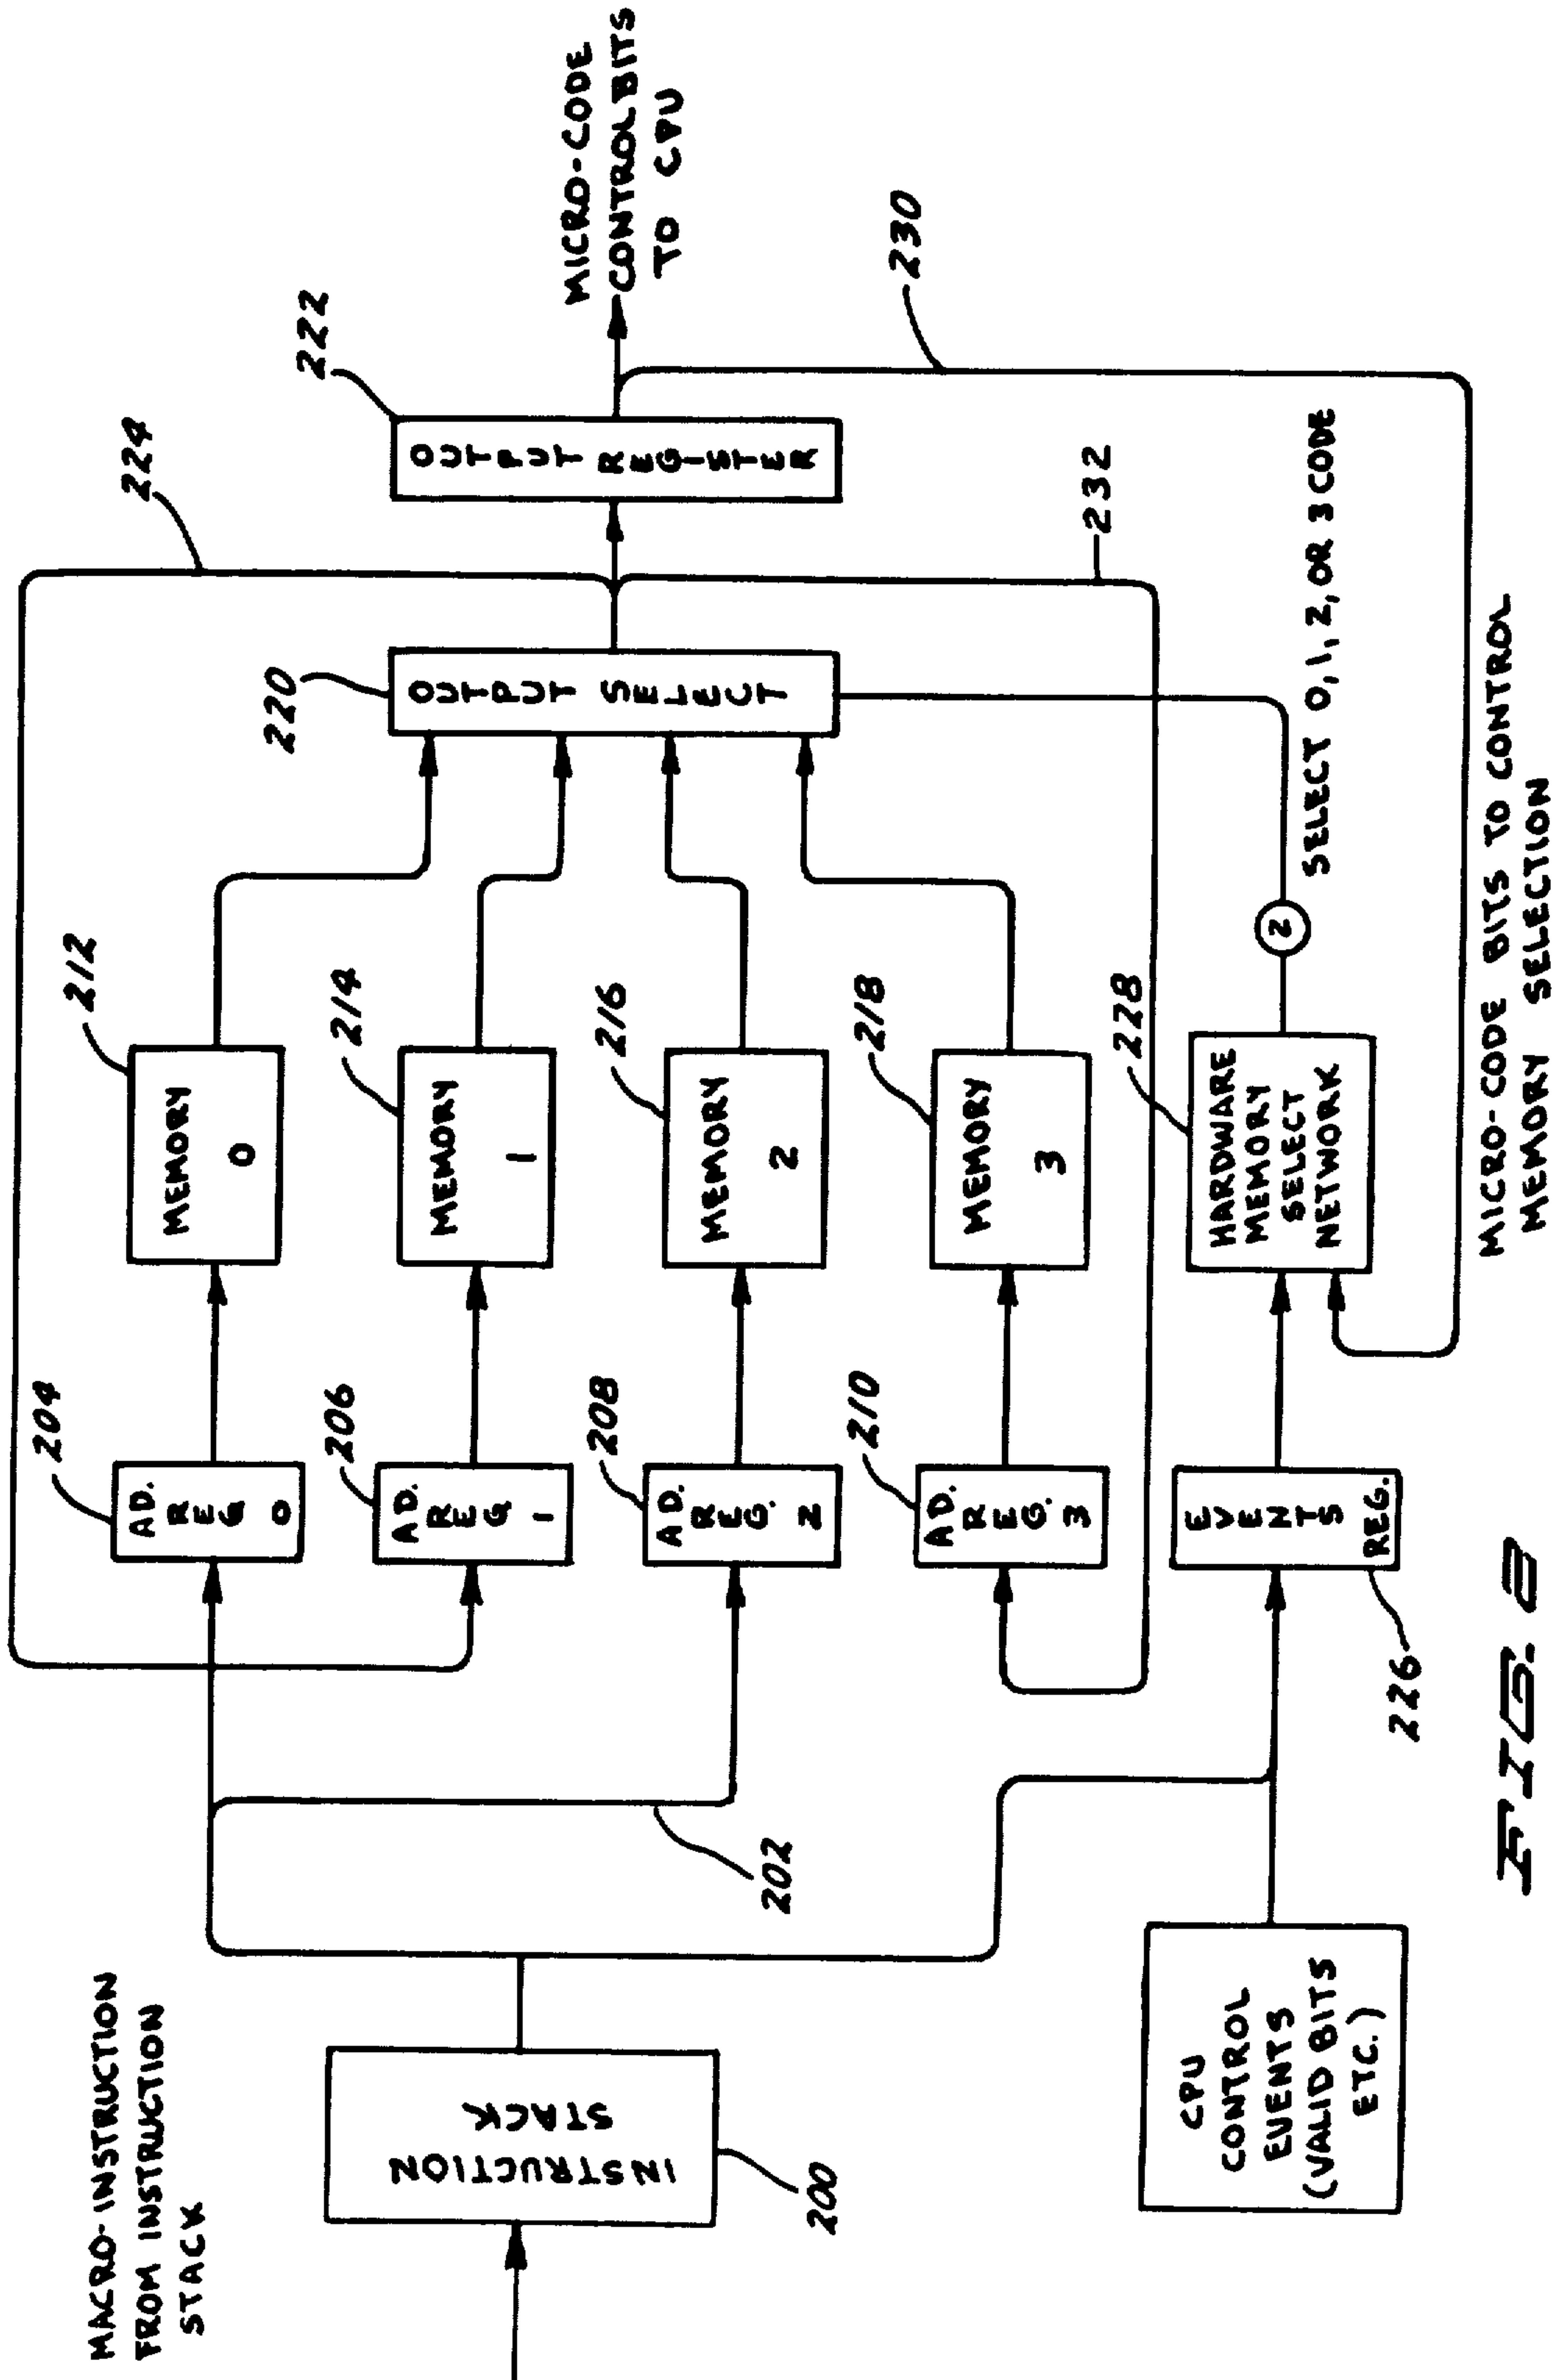 MACRO-INSTRUCTION
FROM INSTRUCTION
STACK
INSTRUCTION
STACK
200
202
CPU
CONTROL
EVENTS
(VALID BITS
ETC.)
204
AD.
REG
0
206
AD.
REG
1
208
AD.
REG.
2
210
AD.
REG.
3
EVENTS
REG.
226
212
MEMORY
0
214
MEMORY
1
216
MEMORY
2
218
MEMORY
3
228
HARDWARE
MEMORY
SELECT
NETWORK
2
SELECT 0, 1, 2, OR 3 CODE
220
OUTPUT SELECT
224
232
222
OUTPUT REGISTER
230
MICRO-CODE
CONTROL BITS
TO CPU
MICRO-CODE BITS TO CONTROL
MEMORY SELECTION
FIG. 2